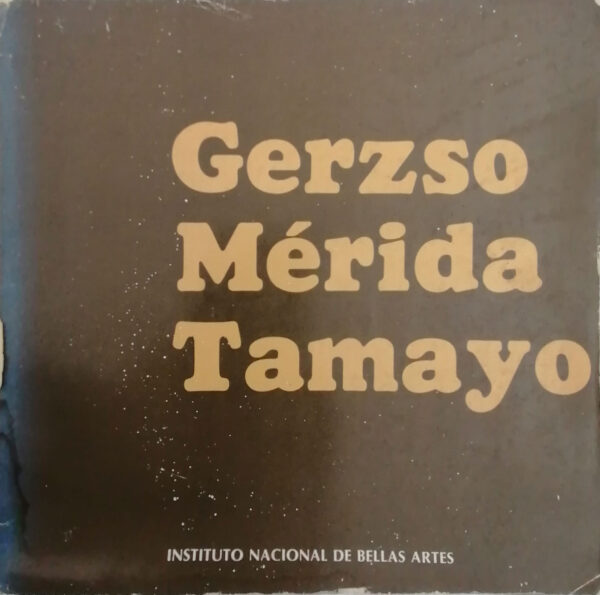 Gerzso
Mérida
Tamayo
INSTITUTO NACIONAL DE BELLAS ARTES